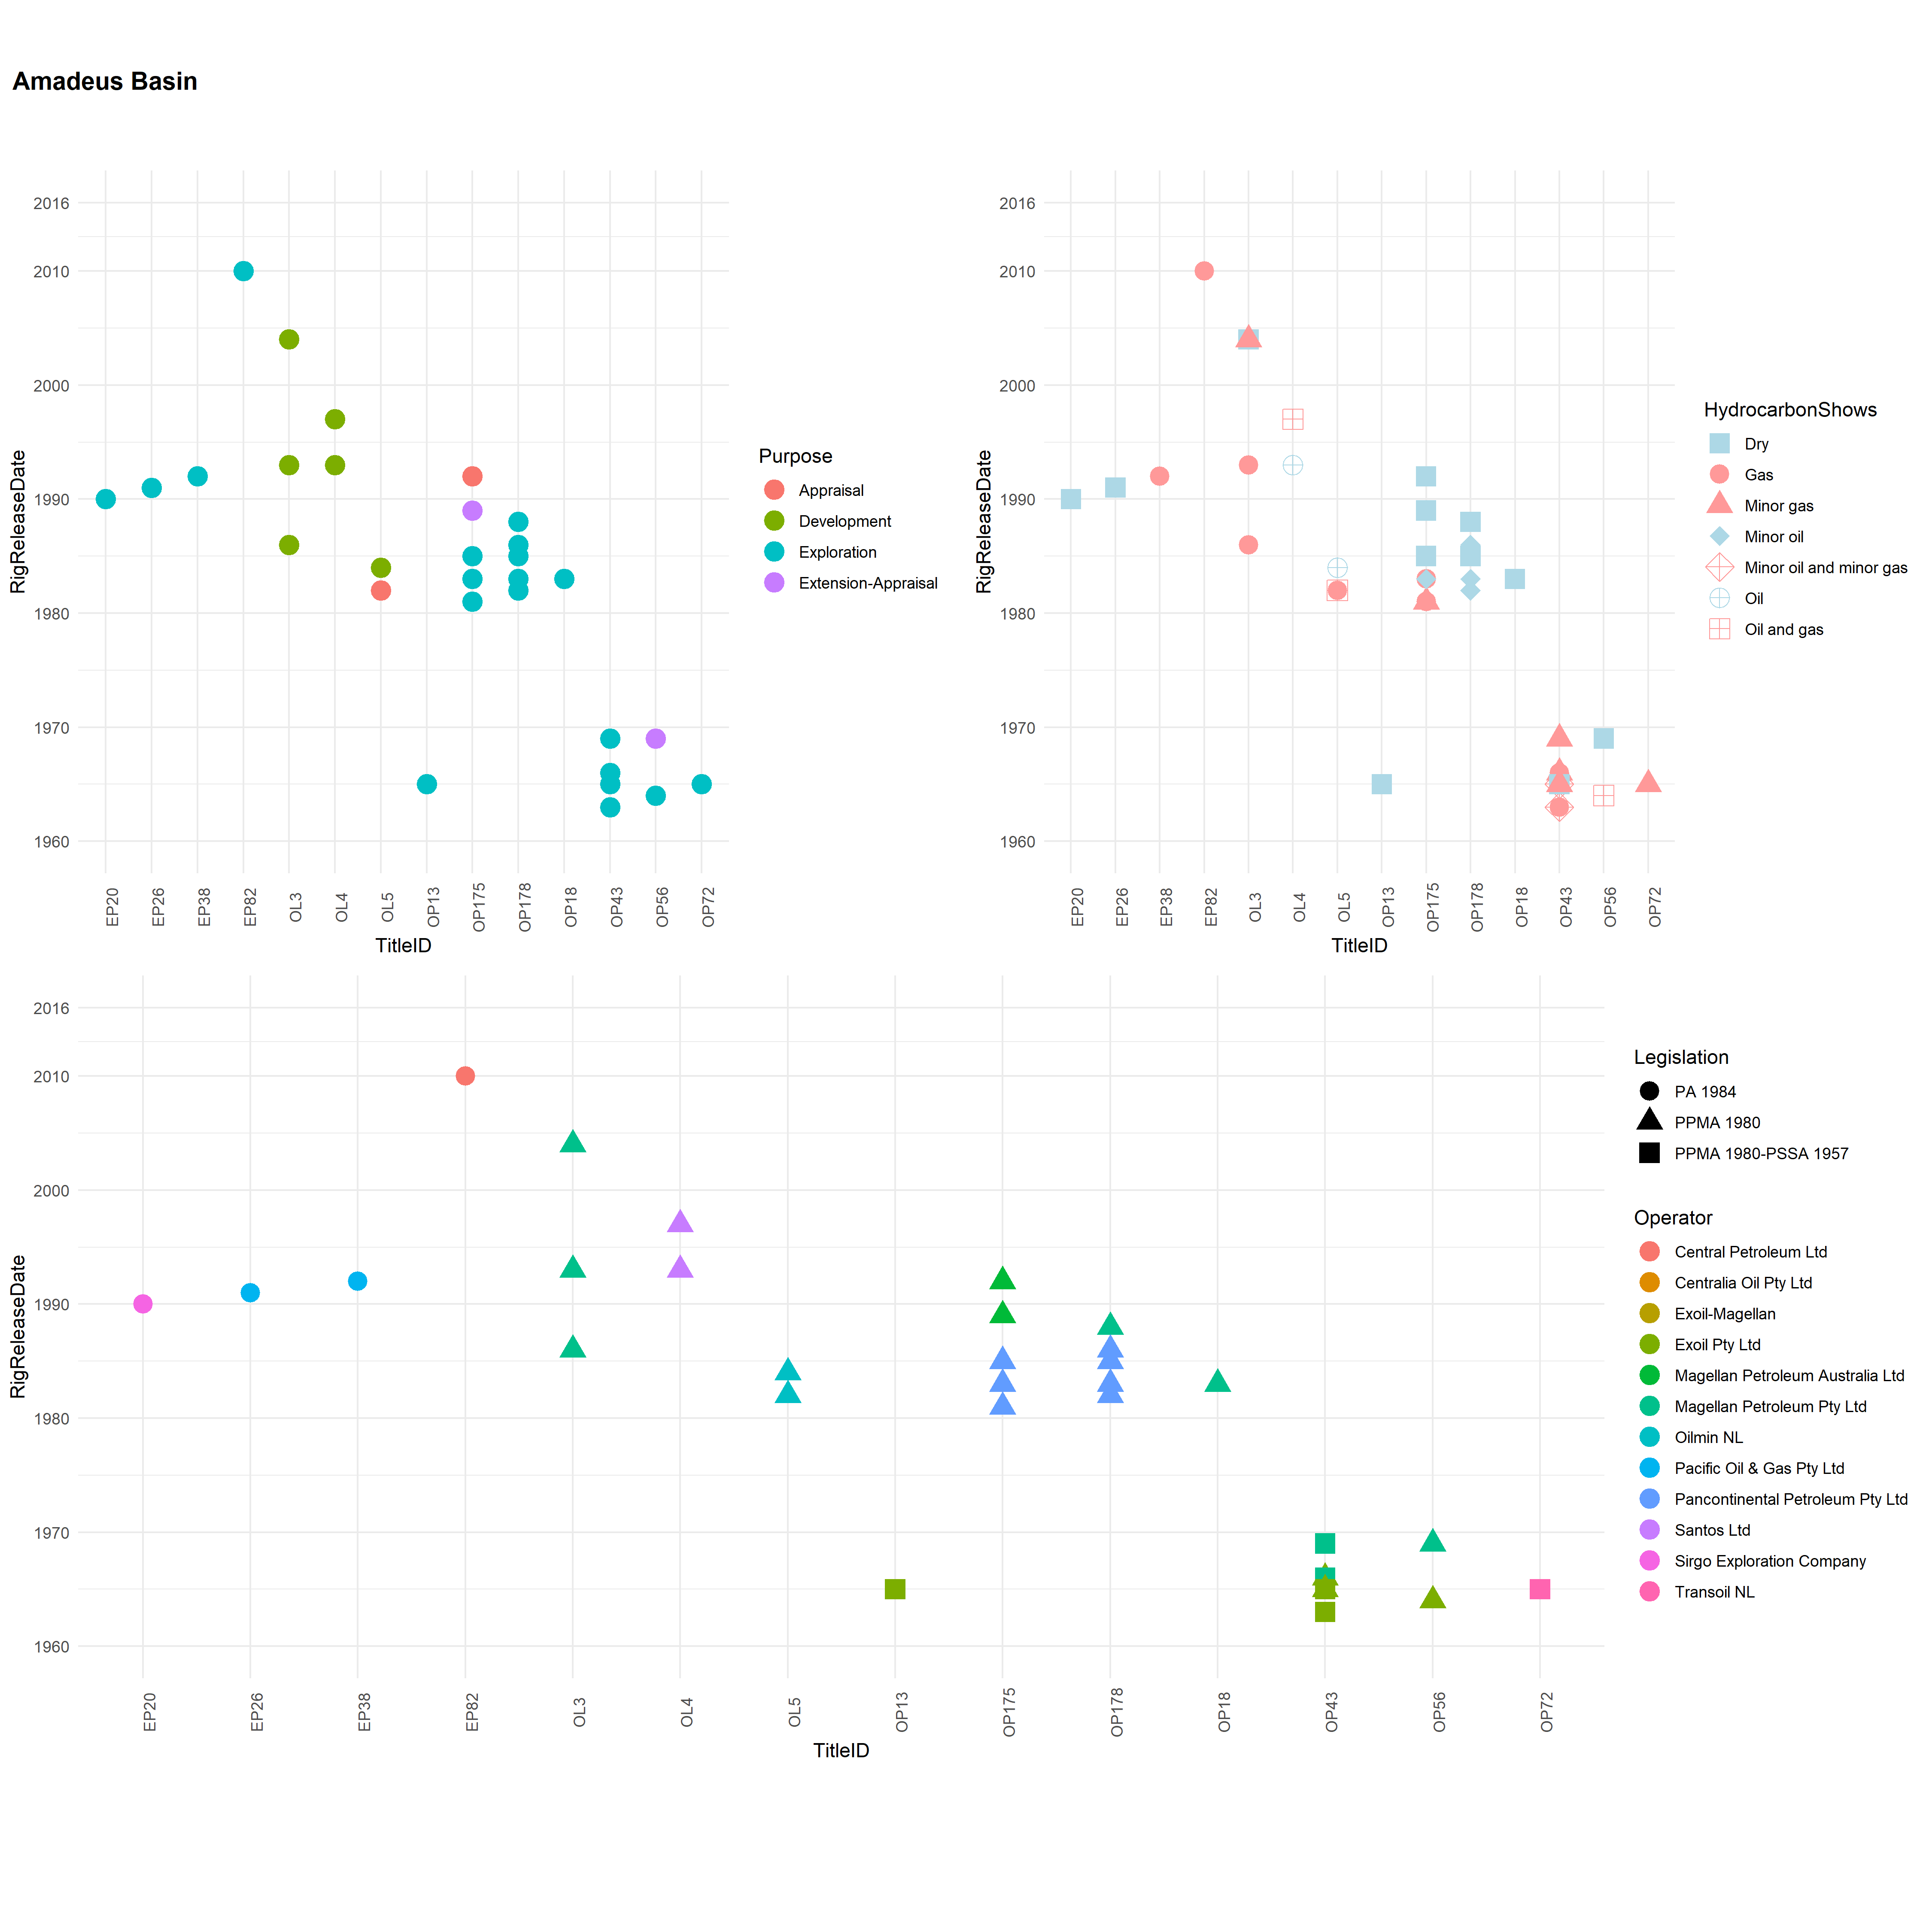 Amadeus Basin
RigReleaseDate
2016
2010
2000
1990
1980
1970
1960
EP20
EP26
EP38
EP82
OL3
OL4
OL5
OP13
OP175
OP178
OP18
OP43
OP56
OP72
TitleID
Purpose
Appraisal
Development
Exploration
Extension-Appraisal
RigReleaseDate
2016
2010
2000
1990
1980
1970
1960
EP20
EP26
EP38
EP82
OL3
OL4
OL5
OP13
OP175
OP178
OP18
OP43
OP56
OP72
TitleID
HydrocarbonShows
Dry
Gas
Minor gas
Minor oil
Minor oil and minor gas
Oil
Oil and gas
RigReleaseDate
2016
2010
2000
1990
1980
1970
1960
EP20
EP26
EP38
EP82
OL3
OL4
OL5
OP13
OP175
OP178
OP18
OP43
OP56
OP72
TitleID
Legislation
PA 1984
PPMA 1980
PPMA 1980-PSSA 1957
Operator
Central Petroleum Ltd
Centralia Oil Pty Ltd
Exoil-Magellan
Exoil Pty Ltd
Magellan Petroleum Australia Ltd
Magellan Petroleum Pty Ltd
Oilmin NL
Pacific Oil & Gas Pty Ltd
Pancontinental Petroleum Pty Ltd
Santos Ltd
Sirgo Exploration Company
Transoil NL